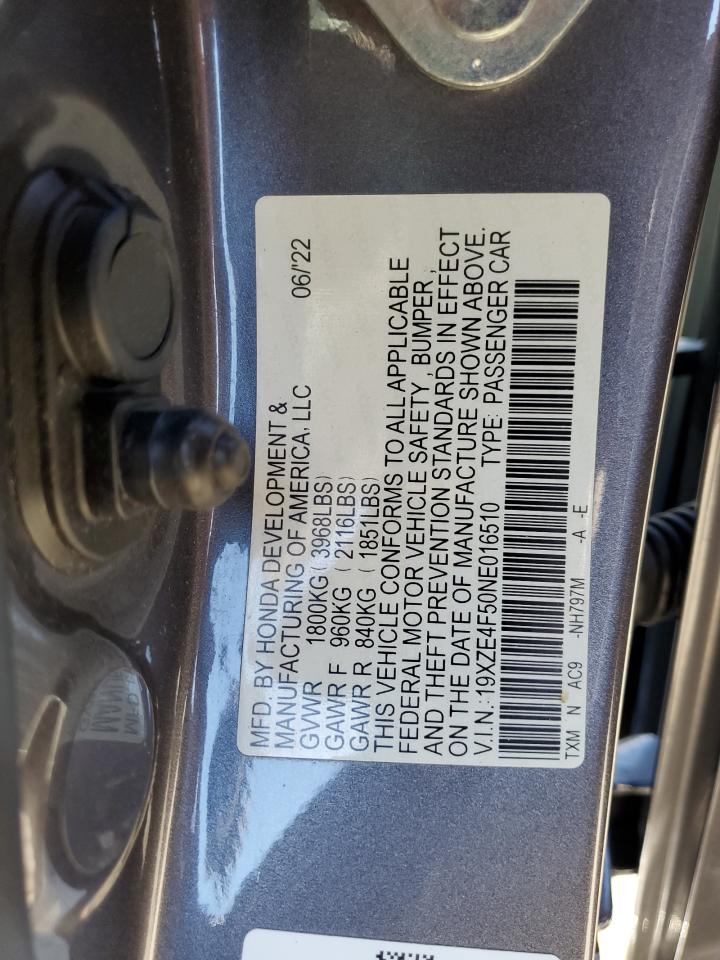 MFD. BY HONDA DEVELOPMENT &
MANUFACTURING OF AMERICA, LLC 06/'22
GVWR 1800KG (3968LBS)
GAWR F 960KG (2116LBS)
GAWR R 840KG (1851LBS)
THIS VEHICLE CONFORMS TO ALL APPLICABLE
FEDERAL MOTOR VEHICLE SAFETY , BUMPER ,
AND THEFT PREVENTION STANDARDS IN EFFECT
ON THE DATE OF MANUFACTURE SHOWN ABOVE.
V.I.N.:19XZE4F50NE016510 TYPE: PASSENGER CAR
TXM N AC9 -NH797M -A -E